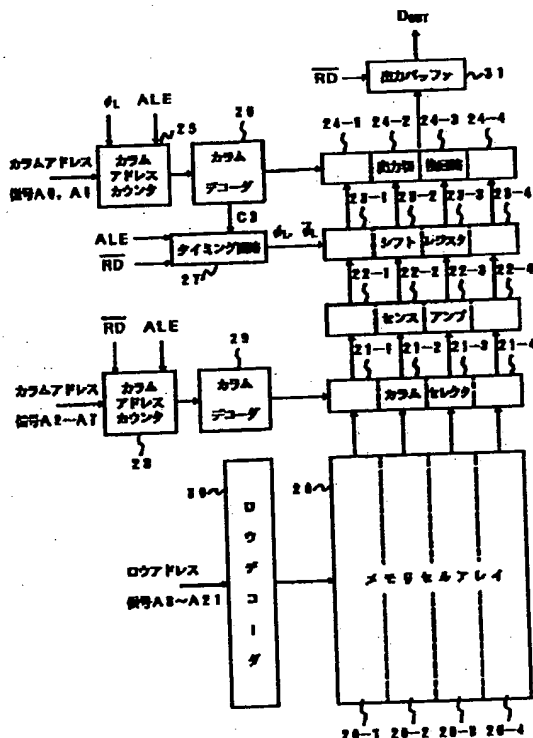 DOUT
RD
出力バッファ
31
φL ALE
25
26
24-1 24-2 24-3 24-4
カラムアドレス
信号A0, A1
カラム
アドレス
カウンタ
カラム
デコーダ
出力切 換回路
C3
23-1 23-2 23-3 23-4
ALE
RD
タイミング回路
φL, φL
シフト レジスタ
27
22-1 22-2 22-3 22-4
センス アンプ
RD ALE
29
21-1 21-2 21-3 21-4
カラムアドレス
信号A2~A7
カラム
アドレス
カウンタ
カラム
デコーダ
カラム セレクタ
28
30
20
ロウデコーダ
メモリセルアレイ
ロウアドレス
信号A8~A21
20-1 20-2 20-3 20-4